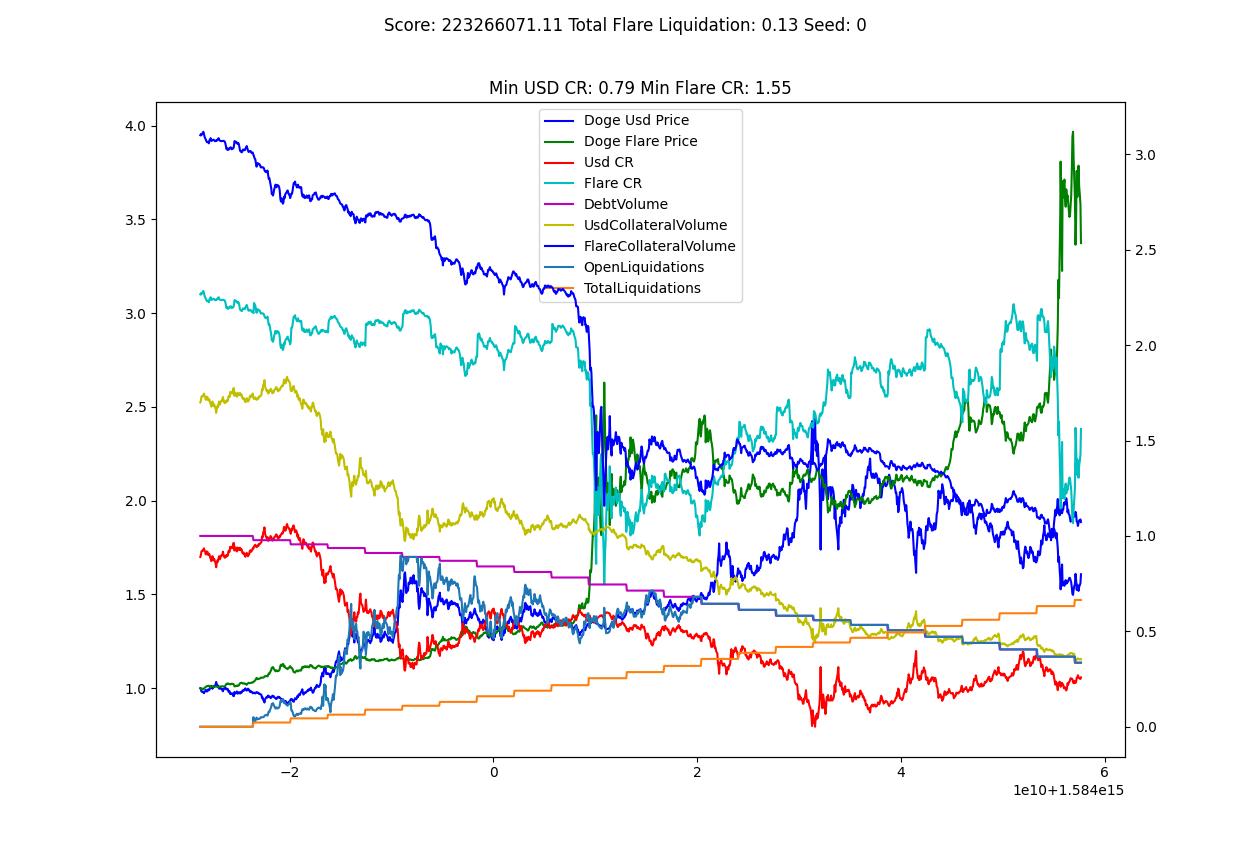 Score: 223266071.11 Total Flare Liquidation: 0.13 Seed: 0
Min USD CR: 0.79 Min Flare CR: 1.55
Doge Usd Price
Doge Flare Price
Usd CR
Flare CR
DebtVolume
UsdCollateralVolume
FlareCollateralVolume
OpenLiquidations
TotalLiquidations
4.0
3.5
3.0
2.5
2.0
1.5
1.0
3.0
2.5
2.0
1.5
1.0
0.5
0.0
−2 0 2 4 6
1e10+1.584e15